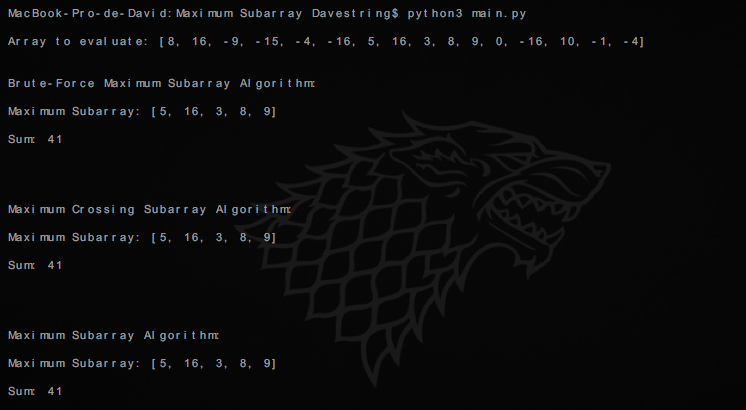 MacBook-Pro-de-David:Maximum Subarray Davestring$ python3 main.py
Array to evaluate: [8, 16, -9, -15, -4, -16, 5, 16, 3, 8, 9, 0, -16, 10, -1, -4]
Brute-Force Maximum Subarray Algorithm:
Maximum Subarray: [5, 16, 3, 8, 9]
Sum: 41
Maximum Crossing Subarray Algorithm:
Maximum Subarray: [5, 16, 3, 8, 9]
Sum: 41
Maximum Subarray Algorithm:
Maximum Subarray: [5, 16, 3, 8, 9]
Sum: 41